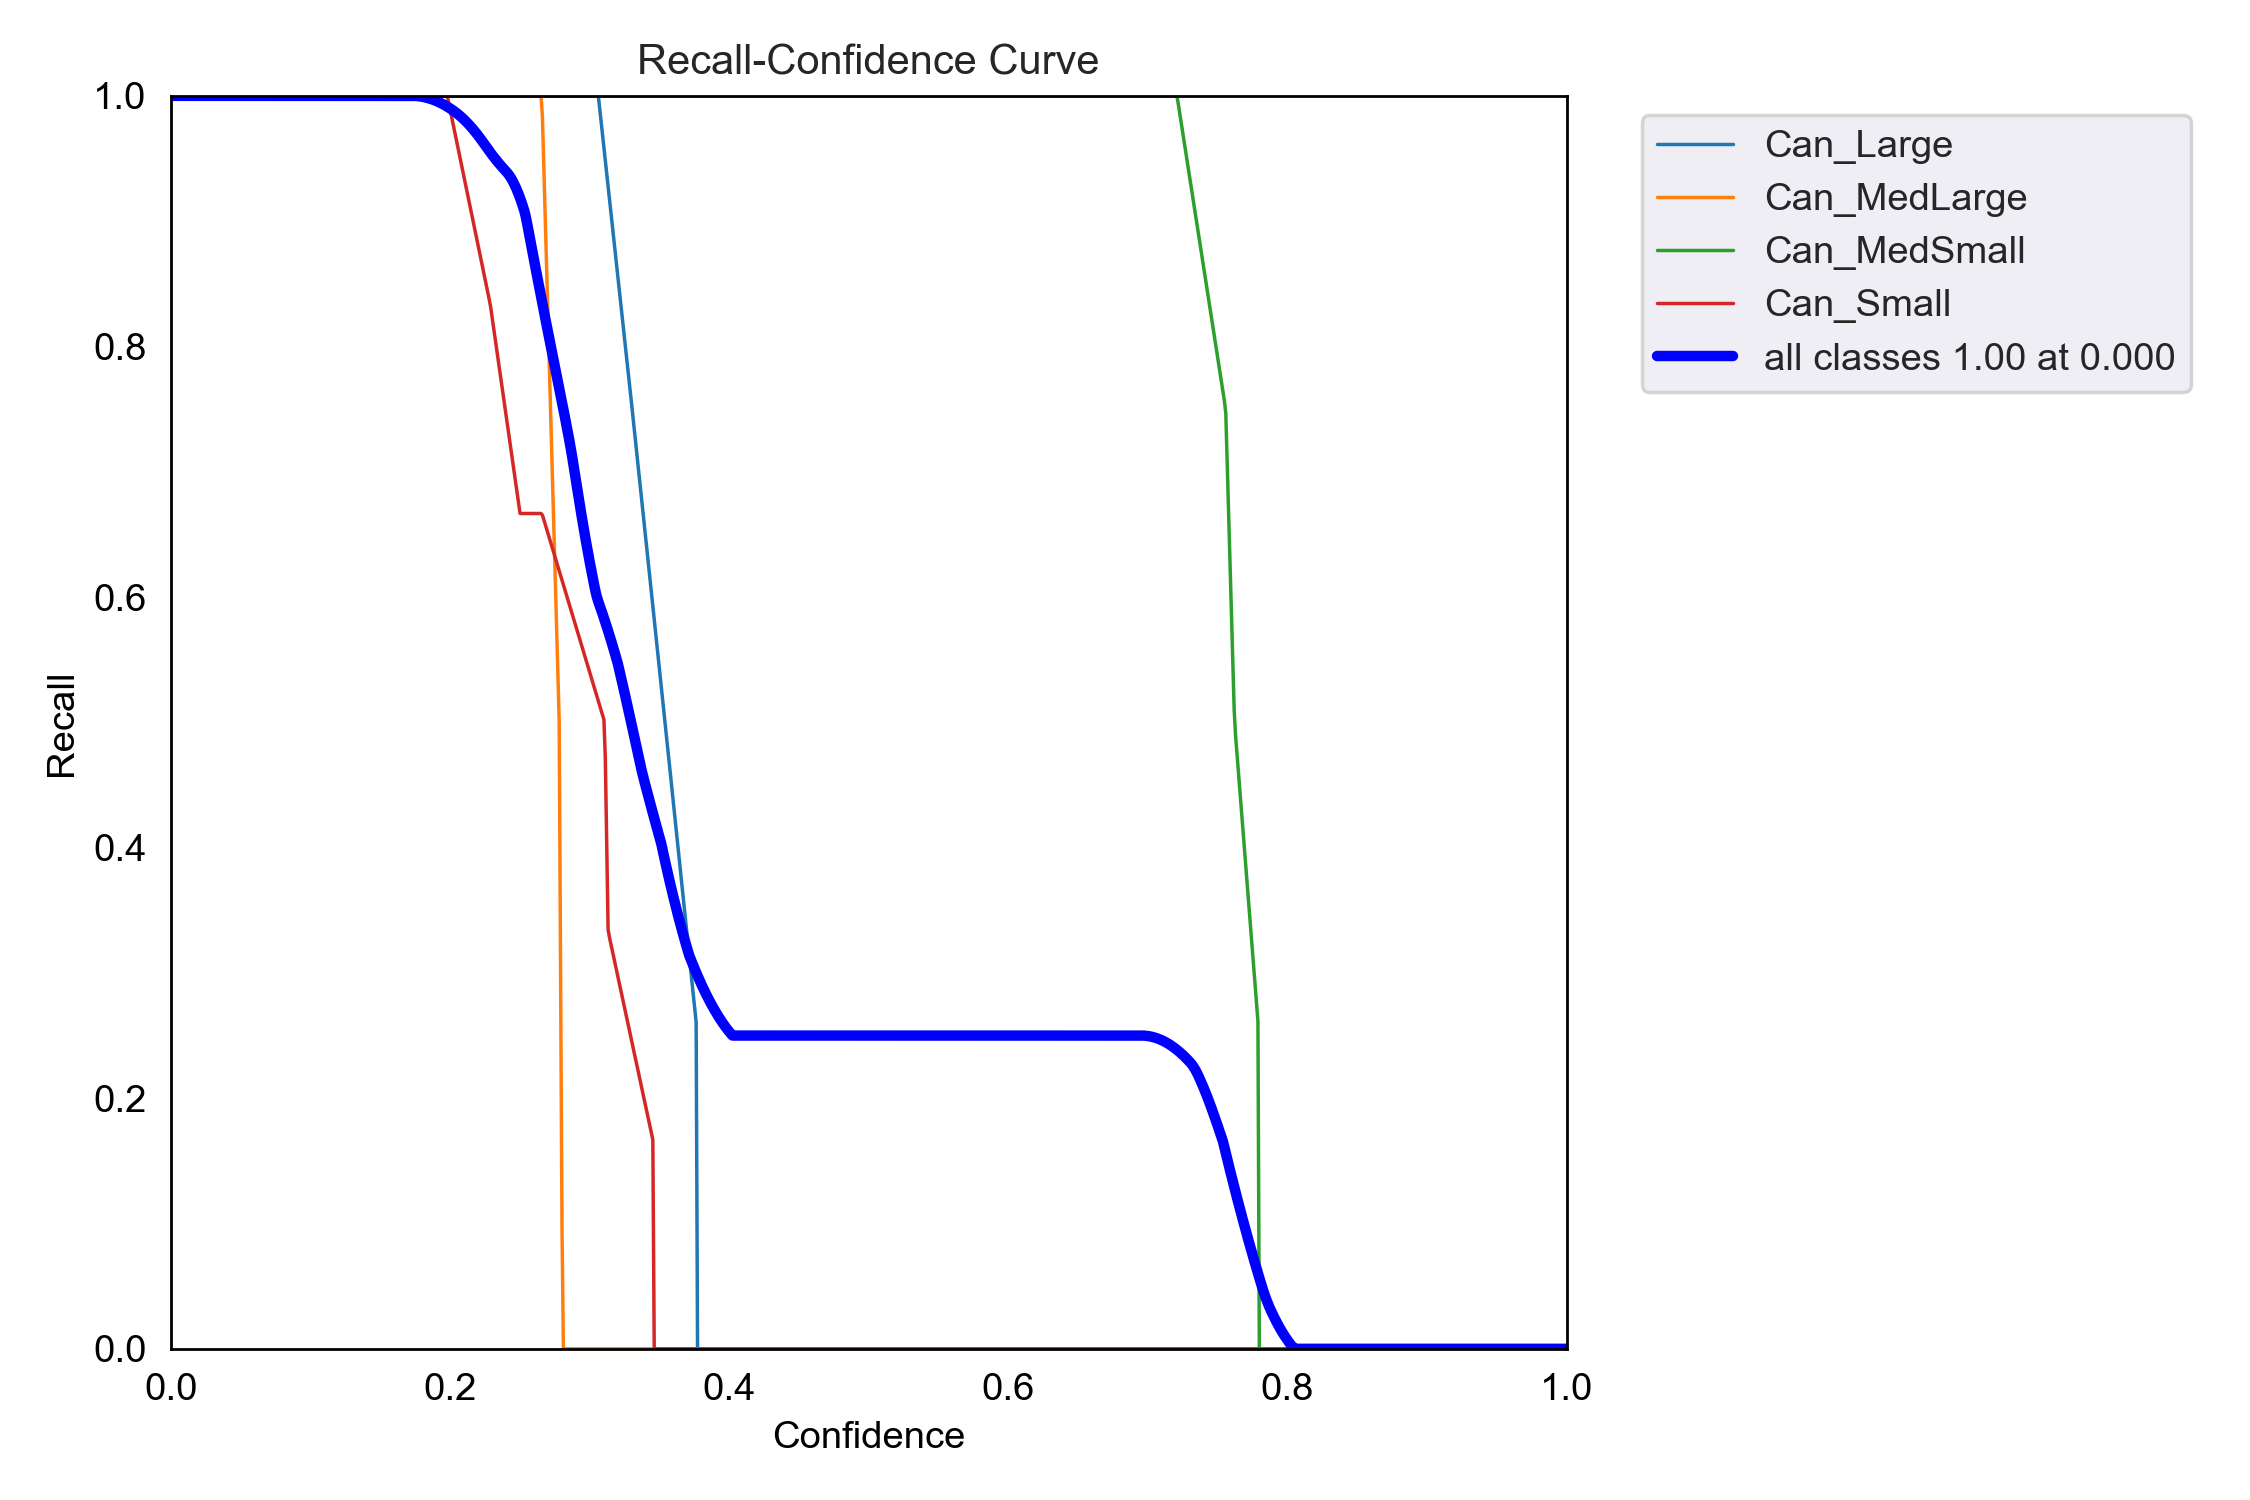 Recall-Confidence Curve
1.0
0.8
0.6
0.4
0.2
0.0
Recall
0.0 0.2 0.4 0.6 0.8 1.0
Confidence
Can_Large
Can_MedLarge
Can_MedSmall
Can_Small
all classes 1.00 at 0.000